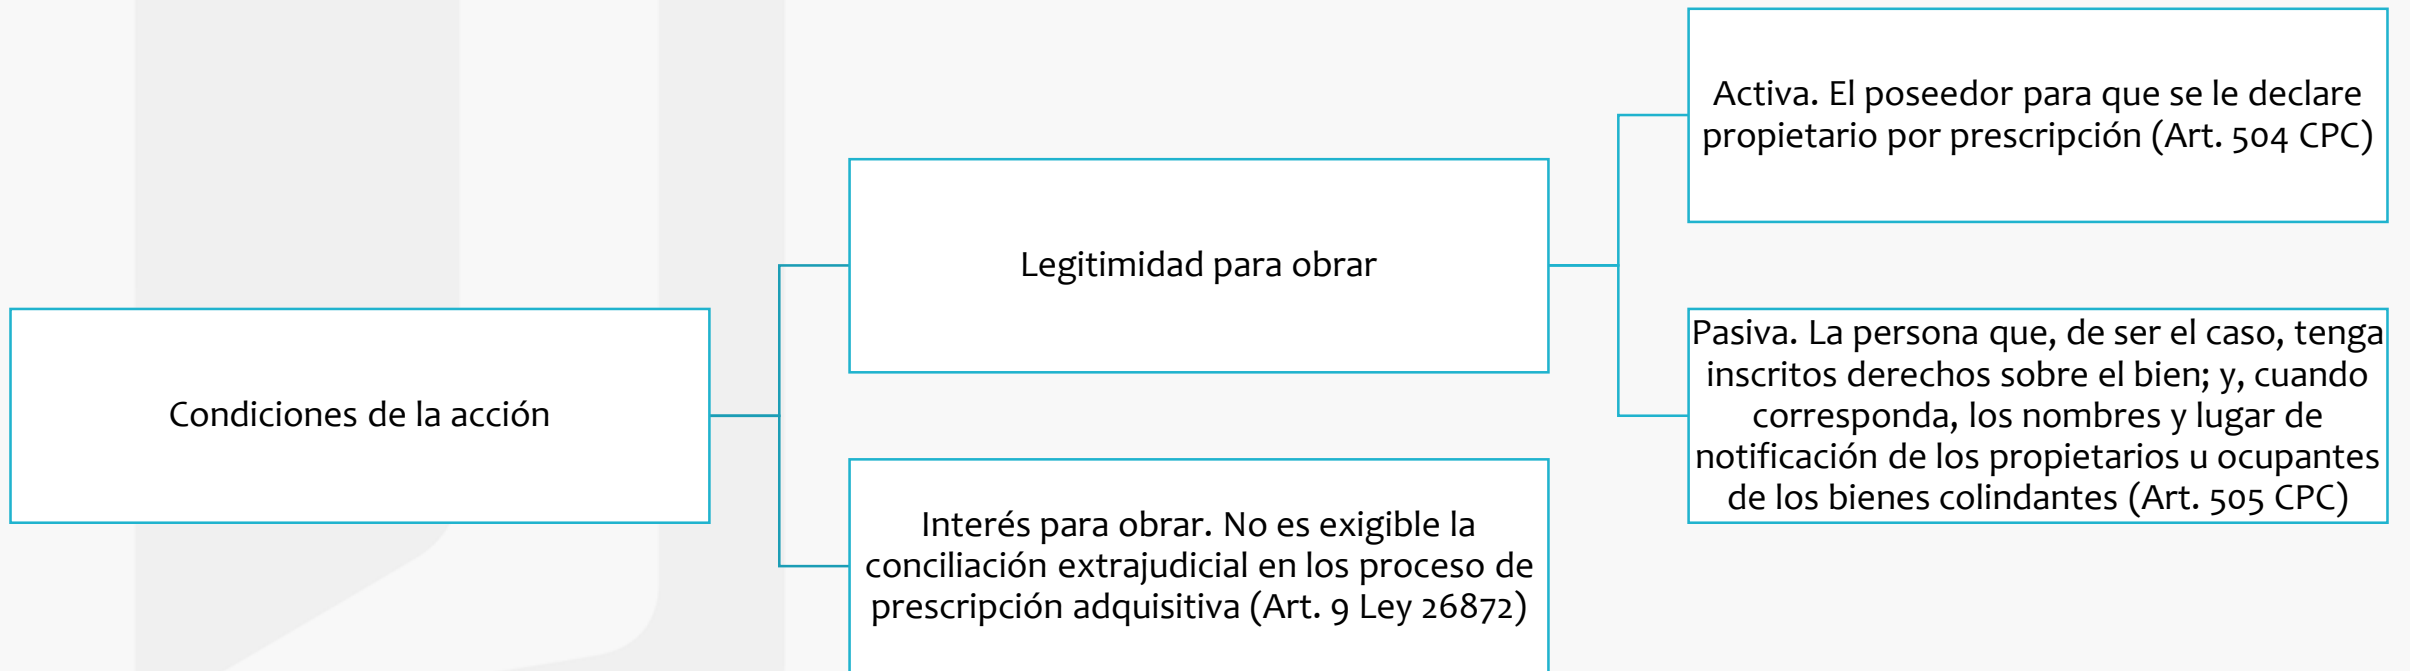 Condiciones de la acción
Legitimidad para obrar
Activa. El poseedor para que se le declare
propietario por prescripción (Art. 504 CPC)
Pasiva. La persona que, de ser el caso, tenga
inscritos derechos sobre el bien; y, cuando
corresponda, los nombres y lugar de
notificación de los propietarios u ocupantes
de los bienes colindantes (Art. 505 CPC)
Interés para obrar. No es exigible la
conciliación extrajudicial en los proceso de
prescripción adquisitiva (Art. 9 Ley 26872)